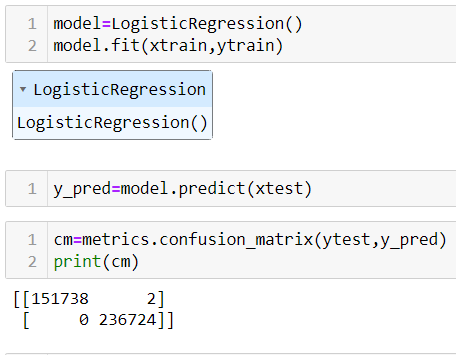 1 model=LogisticRegression()
2 model.fit(xtrain,ytrain)
▾ LogisticRegression
LogisticRegression()
1 y_pred=model.predict(xtest)
1 cm=metrics.confusion_matrix(ytest,y_pred)
2 print(cm)
[[151738      2]
 [     0 236724]]